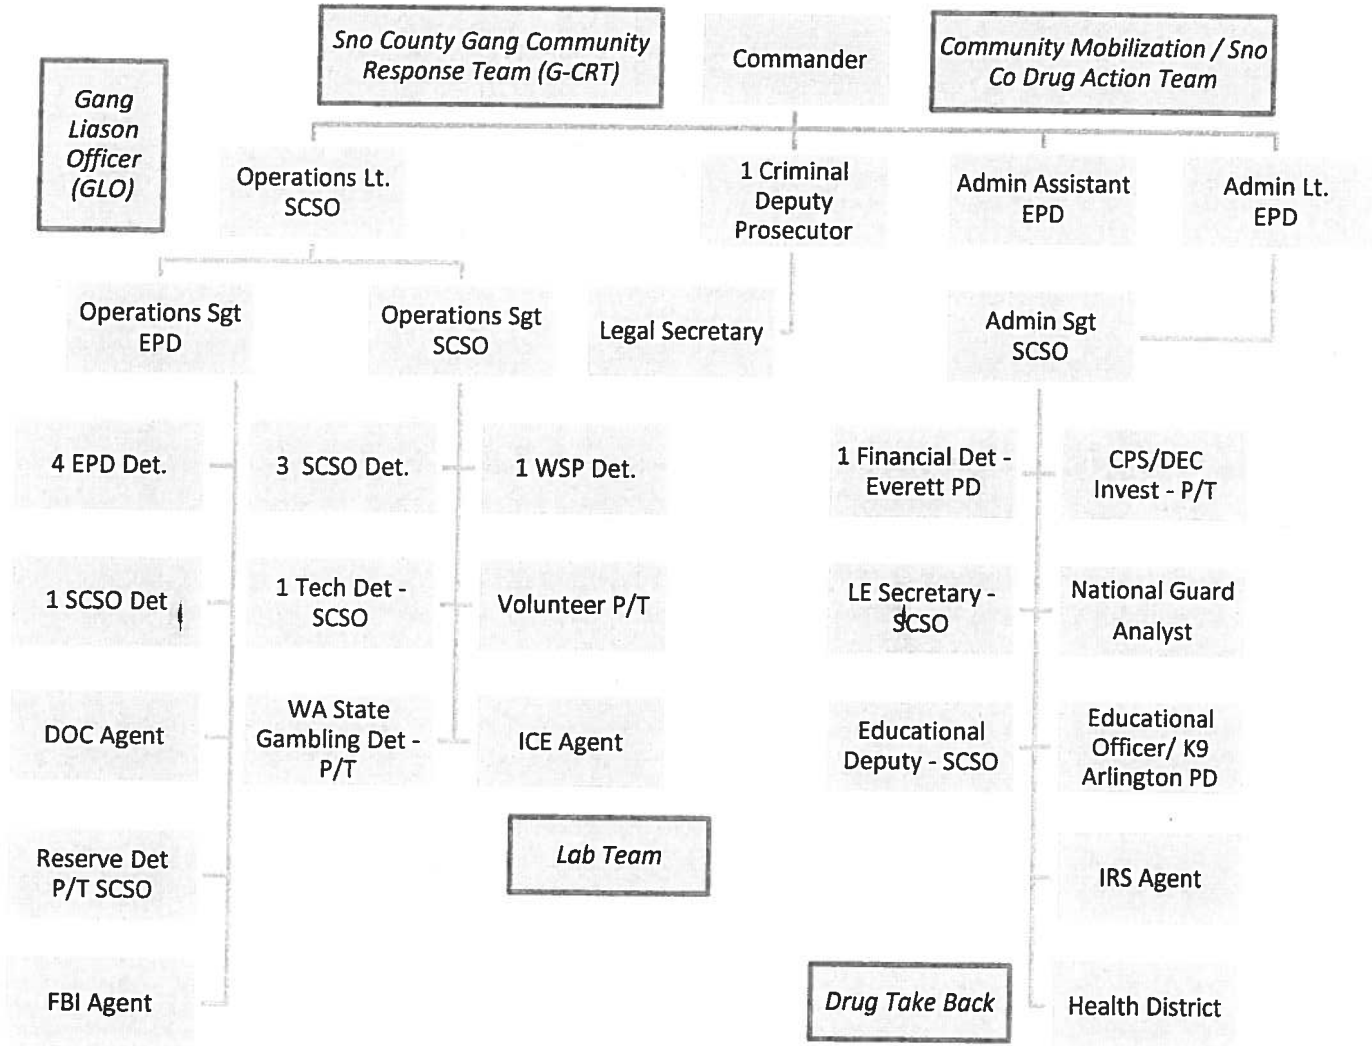 Sno County Gang Community
Response Team (G-CRT)
Commander
Community Mobilization / Sno
Co Drug Action Team
Gang
Liason
Officer
(GLO)
Operations Lt.
SCSO
1 Criminal
Deputy
Prosecutor
Admin Assistant
EPD
Admin Lt.
EPD
Operations Sgt
EPD
Operations Sgt
SCSO
Legal Secretary
Admin Sgt
SCSO
4 EPD Det.
3 SCSO Det.
1 WSP Det.
1 Financial Det -
Everett PD
CPS/DEC
Invest - P/T
1 SCSO Det
1 Tech Det -
SCSO
Volunteer P/T
LE Secretary -
SCSO
National Guard
Analyst
DOC Agent
WA State
Gambling Det -
P/T
ICE Agent
Educational
Deputy - SCSO
Educational
Officer/ K9
Arlington PD
Reserve Det
P/T SCSO
Lab Team
IRS Agent
FBI Agent
Drug Take Back
Health District